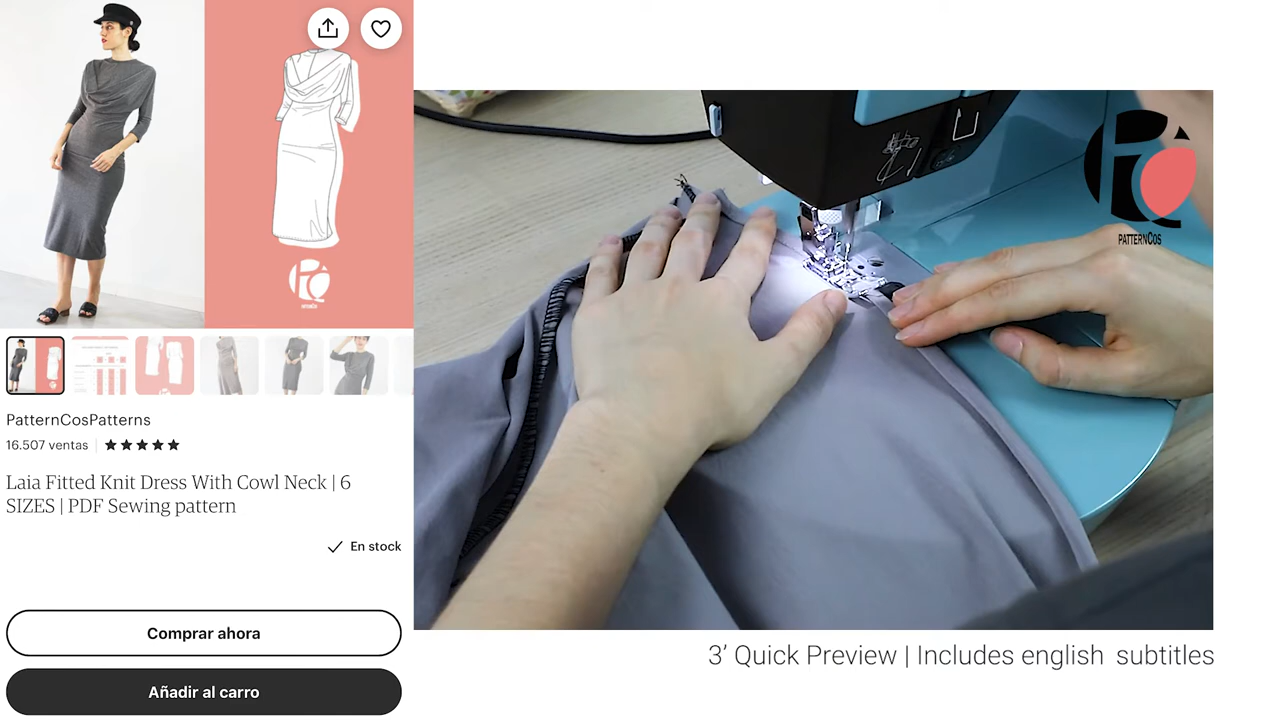 PatternCosPatterns
16.507 ventas
Laia Fitted Knit Dress With Cowl Neck | 6
SIZES | PDF Sewing pattern
En stock
Comprar ahora
Añadir al carro
PC
PATTERNCOS
3’ Quick Preview | Includes english subtitles